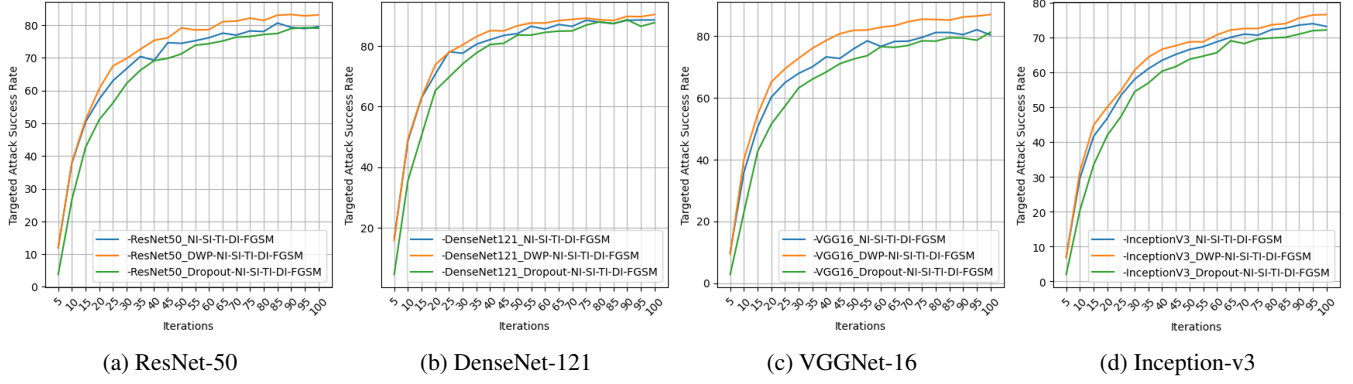 Targeted Attack Success Rate
80
70
60
50
40
30
20
10
0
-ResNet50_NI-SI-TI-DI-FGSM
-ResNet50_DWP-NI-SI-TI-DI-FGSM
-ResNet50_Dropout-NI-SI-TI-DI-FGSM
5 10 15 20 25 30 35 40 45 50 55 60 65 70 75 80 85 90 95 100
Iterations
(a) ResNet-50
Targeted Attack Success Rate
80
60
40
20
-DenseNet121_NI-SI-TI-DI-FGSM
-DenseNet121_DWP-NI-SI-TI-DI-FGSM
-DenseNet121_Dropout-NI-SI-TI-DI-FGSM
5 10 15 20 25 30 35 40 45 50 55 60 65 70 75 80 85 90 95 100
Iterations
(b) DenseNet-121
Targeted Attack Success Rate
80
60
40
20
0
-VGG16_NI-SI-TI-DI-FGSM
-VGG16_DWP-NI-SI-TI-DI-FGSM
-VGG16_Dropout-NI-SI-TI-DI-FGSM
5 10 15 20 25 30 35 40 45 50 55 60 65 70 75 80 85 90 95 100
Iterations
(c) VGGNet-16
Targeted Attack Success Rate
80
70
60
50
40
30
20
10
0
-InceptionV3_NI-SI-TI-DI-FGSM
-InceptionV3_DWP-NI-SI-TI-DI-FGSM
-InceptionV3_Dropout-NI-SI-TI-DI-FGSM
5 10 15 20 25 30 35 40 45 50 55 60 65 70 75 80 85 90 95 100
Iterations
(d) Inception-v3